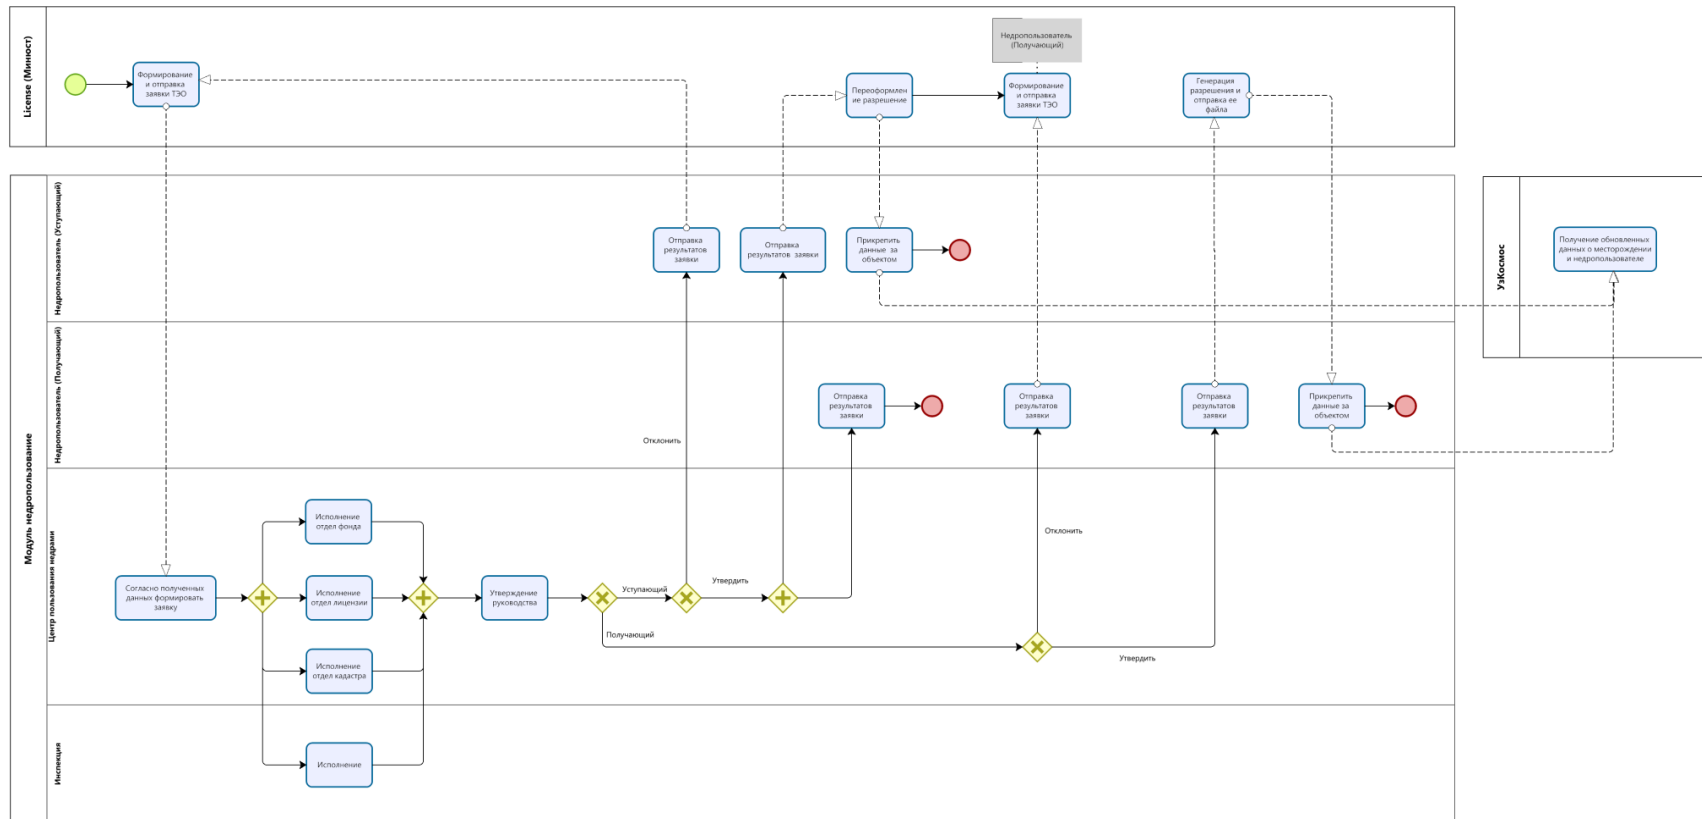 License (Минюст)
Формирование
и отправка
заявки ТЭО
Переоформлен
ие разрешение
Недропользователь
(Получающий)
Формирование
и отправка
заявки ТЭО
Генерация
разрешения и
отправка ее
файла
Модуль недропользование
Недропользователь (Уступающий)
Отправка
результатов
заявки
Отправка
результатов заявки
Прикрепить
данные за
объектом
УзКосмос
Получение обновленных
данных о месторождении
и недропользователе
Недропользователь (Получающий)
Отклонить
Отправка
результатов
заявки
Отправка
результатов
заявки
Отправка
результатов
заявки
Прикрепить
данные за
объектом
Центр пользования недрами
Согласно полученных
данных формировать
заявку
Исполнение
отдел фонда
Исполнение
отдел лицензии
Исполнение
отдел кадастра
Утверждение
руководства
Уступающий
Утвердить
Получающий
Отклонить
Утвердить
Инспекция
Исполнение